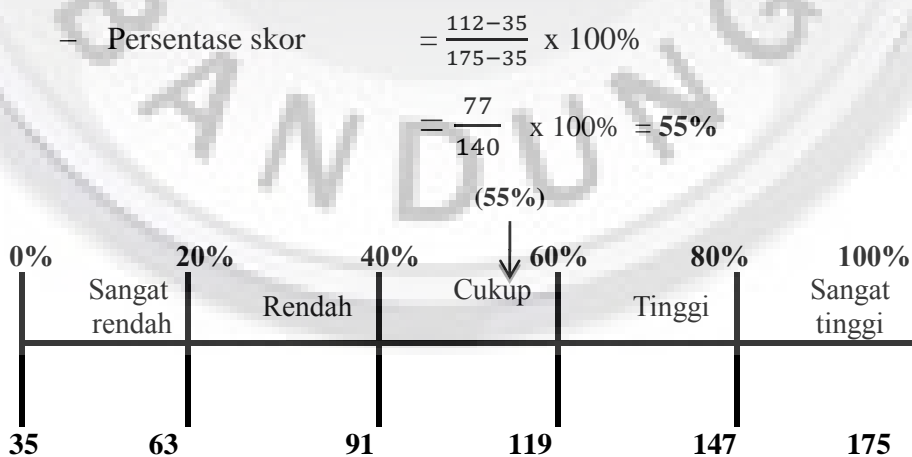 – Persentase skor = 112−35 / 175−35 x 100%
= 77 / 140 x 100% = 55%
(55%)
0% 20% 40% 60% 80% 100%
Sangat rendah Rendah Cukup Tinggi Sangat tinggi
35 63 91 119 147 175
BANDUNG